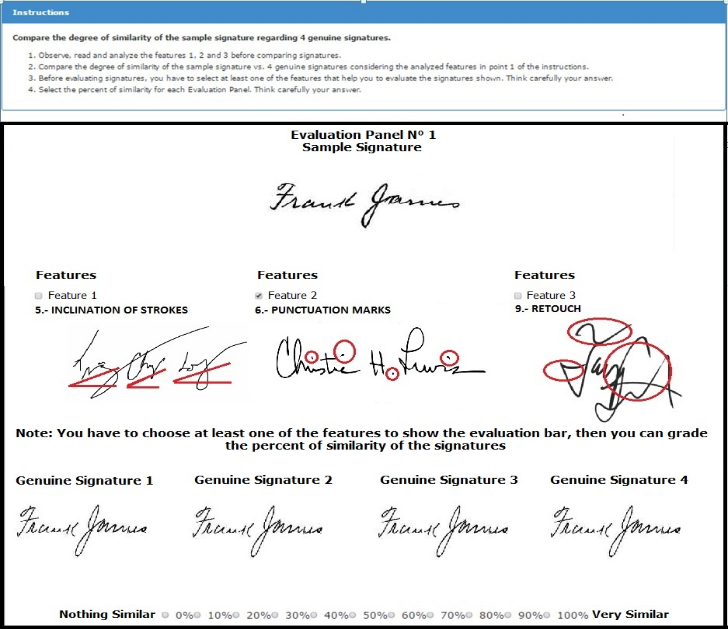 Instructions
Compare the degree of similarity of the sample signature regarding 4 genuine signatures.
1. Observe, read and analyze the features 1, 2 and 3 before comparing signatures.
2. Compare the degree of similarity of the sample signature vs. 4 genuine signatures considering the analyzed features in point 1 of the instructions.
3. Before evaluating signatures, you have to select at least one of the features that help you to evaluate the signatures shown. Think carefully your answer.
4. Select the percent of similarity for each Evaluation Panel. Think carefully your answer.
Evaluation Panel Nº 1
Sample Signature
Frank James
Features Features Features
Feature 1 Feature 2 Feature 3
5.- INCLINATION OF STROKES 6.- PUNCTUATION MARKS 9.- RETOUCH
Christie H. Lewis
Note: You have to choose at least one of the features to show the evaluation bar, then you can grade
the percent of similarity of the signatures
Genuine Signature 1 Genuine Signature 2 Genuine Signature 3 Genuine Signature 4
Frank James Frank James Frank James Frank James
Nothing Similar 0% 10% 20% 30% 40% 50% 60% 70% 80% 90% 100% Very Similar